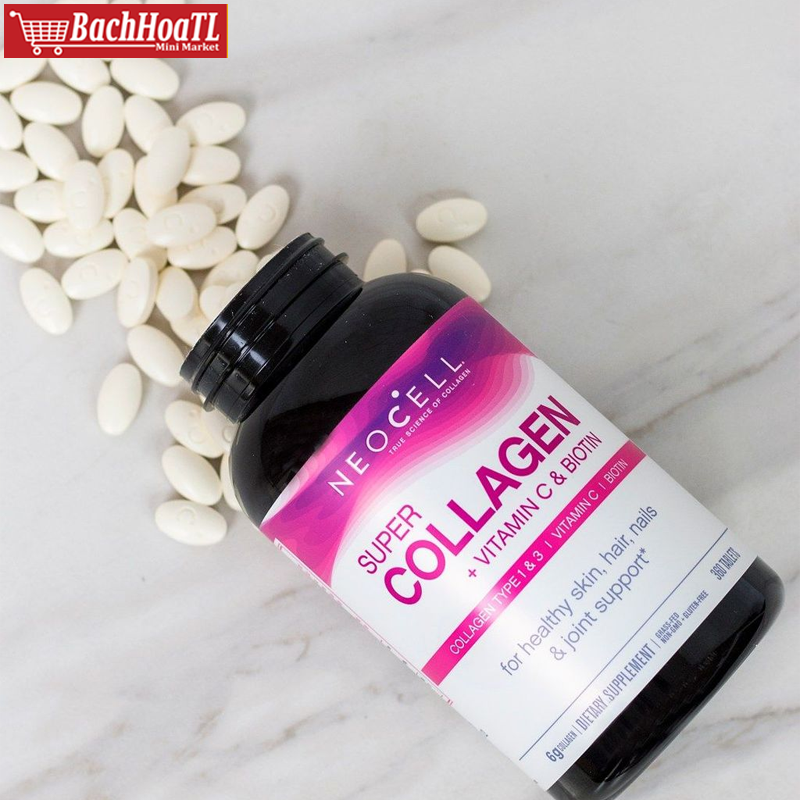 BachHoaTL
Mini Market
NEOCELL
TRUE SCIENCE OF COLLAGEN
SUPER
COLLAGEN
+ VITAMIN C & BIOTIN
COLLAGEN TYPE 1 & 3 | VITAMIN C | BIOTIN
for healthy skin, hair, nails
& joint support*
6g COLLAGEN | DIETARY SUPPLEMENT | GRASS-FED
NON-GMO • GLUTEN-FREE
360 TABLETS